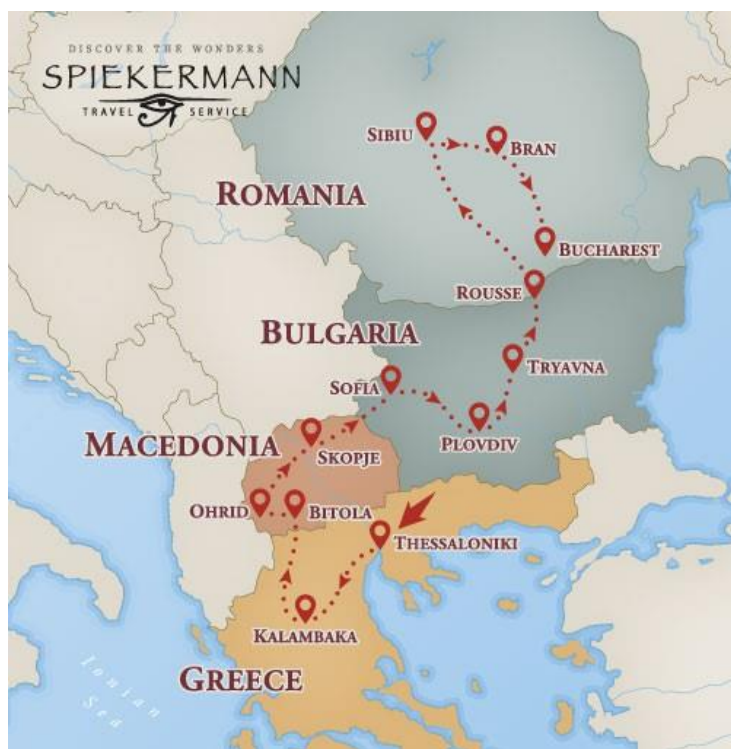 DISCOVER THE WONDERS
SPIEKERMANN
TRAVEL SERVICE
SIBIU
BRAN
ROMANIA
BUCHAREST
ROUSSE
BULGARIA
TRYAVNA
SOFIA
PLOVDIV
MACEDONIA
SKOPJE
OHRID
BITOLA
THESSALONIKI
KALAMBAKA
Ionian
Sea
GREECE